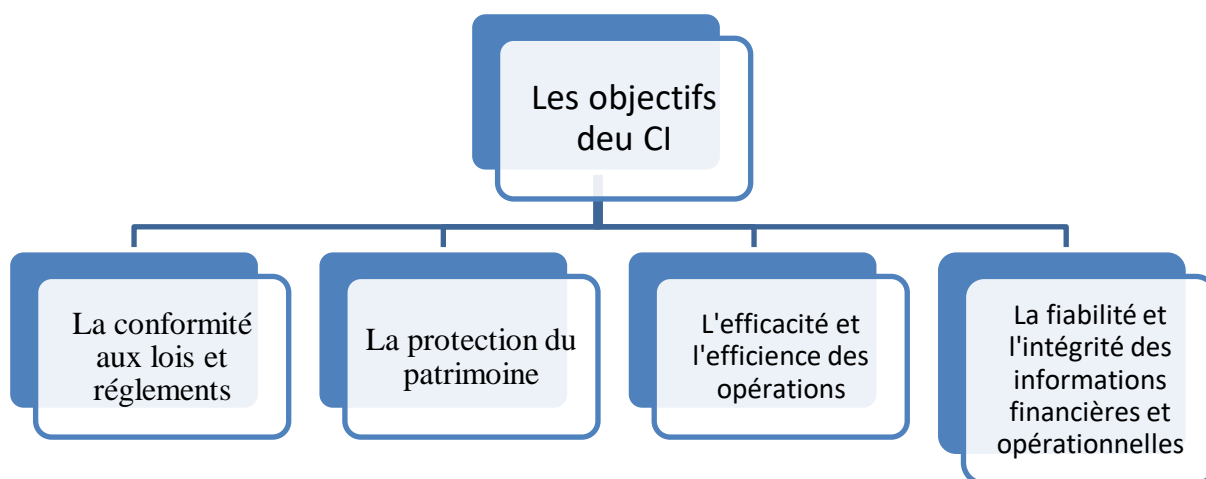 Les objectifs
deu CI
La conformité
aux lois et
réglements
La protection du
patrimoine
L'efficacité et
l'efficience des
opérations
La fiabilité et
l'intégrité des
informations
financières et
opérationnelles